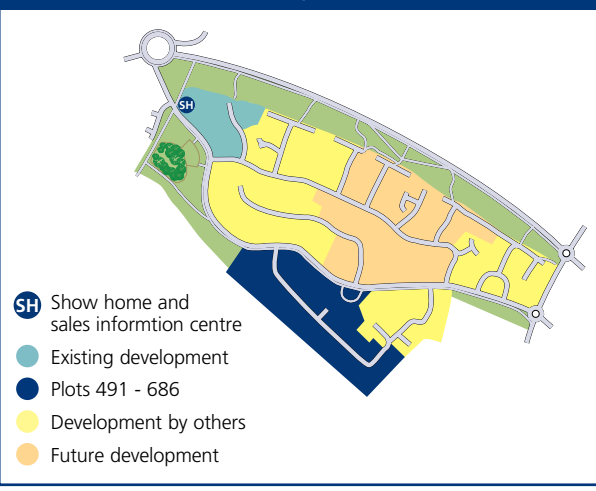 SH
SH Show home and
sales informtion centre
Existing development
Plots 491 - 686
Development by others
Future development